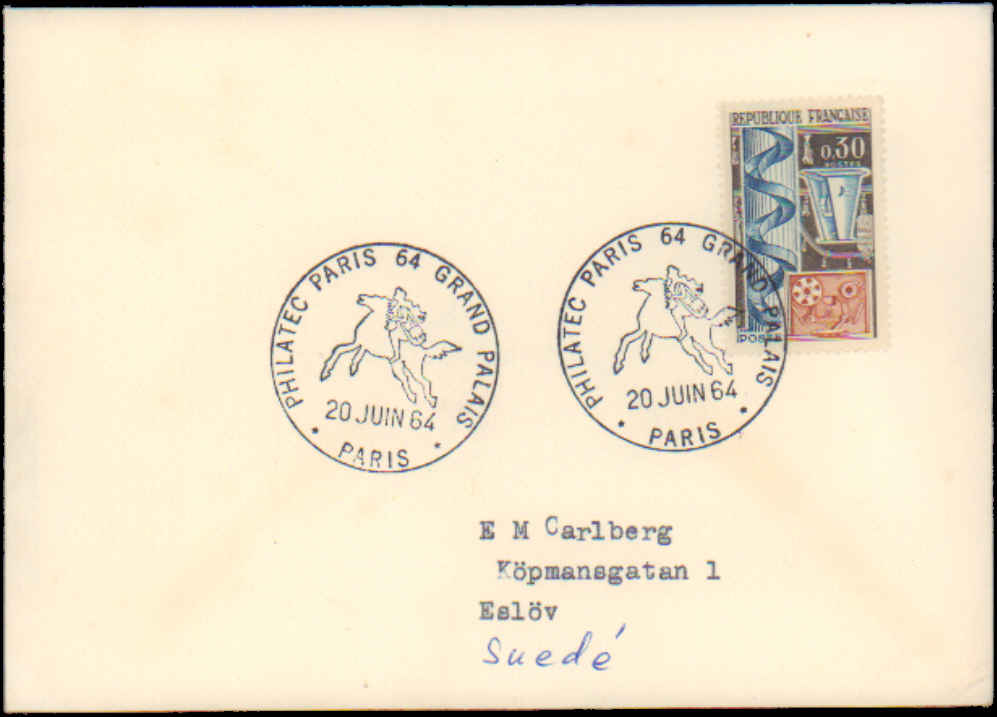 REPUBLIQUE FRANÇAISE
0,30
POSTES
PHILATEC PARIS 64 GRAND PALAIS
20 JUIN 64
* PARIS *
PHILATEC PARIS 64 GRAND PALAIS
20 JUIN 64
* PARIS *
E M Carlberg
Köpmansgatan 1
Eslöv
Suedé